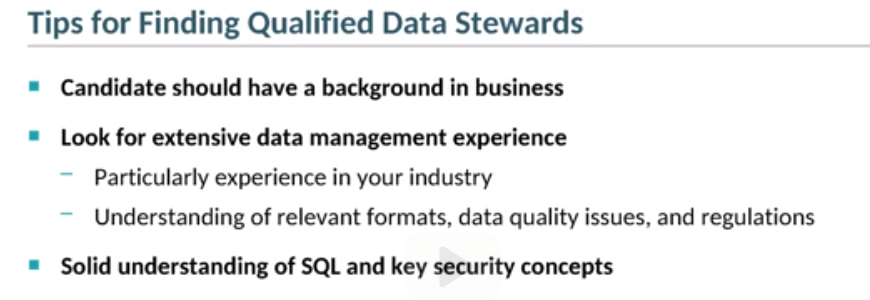 Tips for Finding Qualified Data Stewards
Candidate should have a background in business
Look for extensive data management experience
Particularly experience in your industry
Understanding of relevant formats, data quality issues, and regulations
Solid understanding of SQL and key security concepts